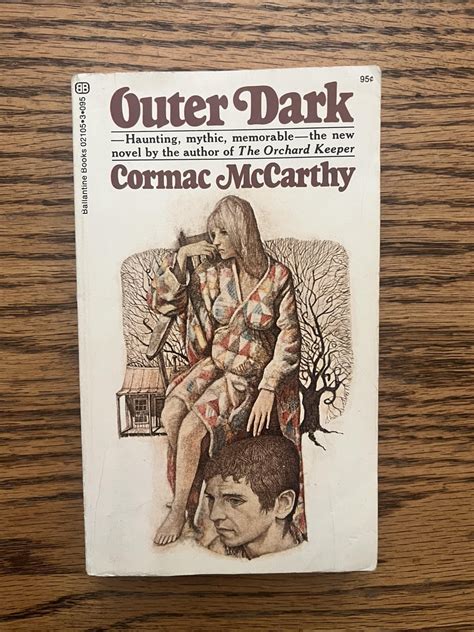 BB
95¢
Ballantine Books 02105•3•095
Outer Dark
—Haunting, mythic, memorable—the new
novel by the author of The Orchard Keeper
Cormac McCarthy